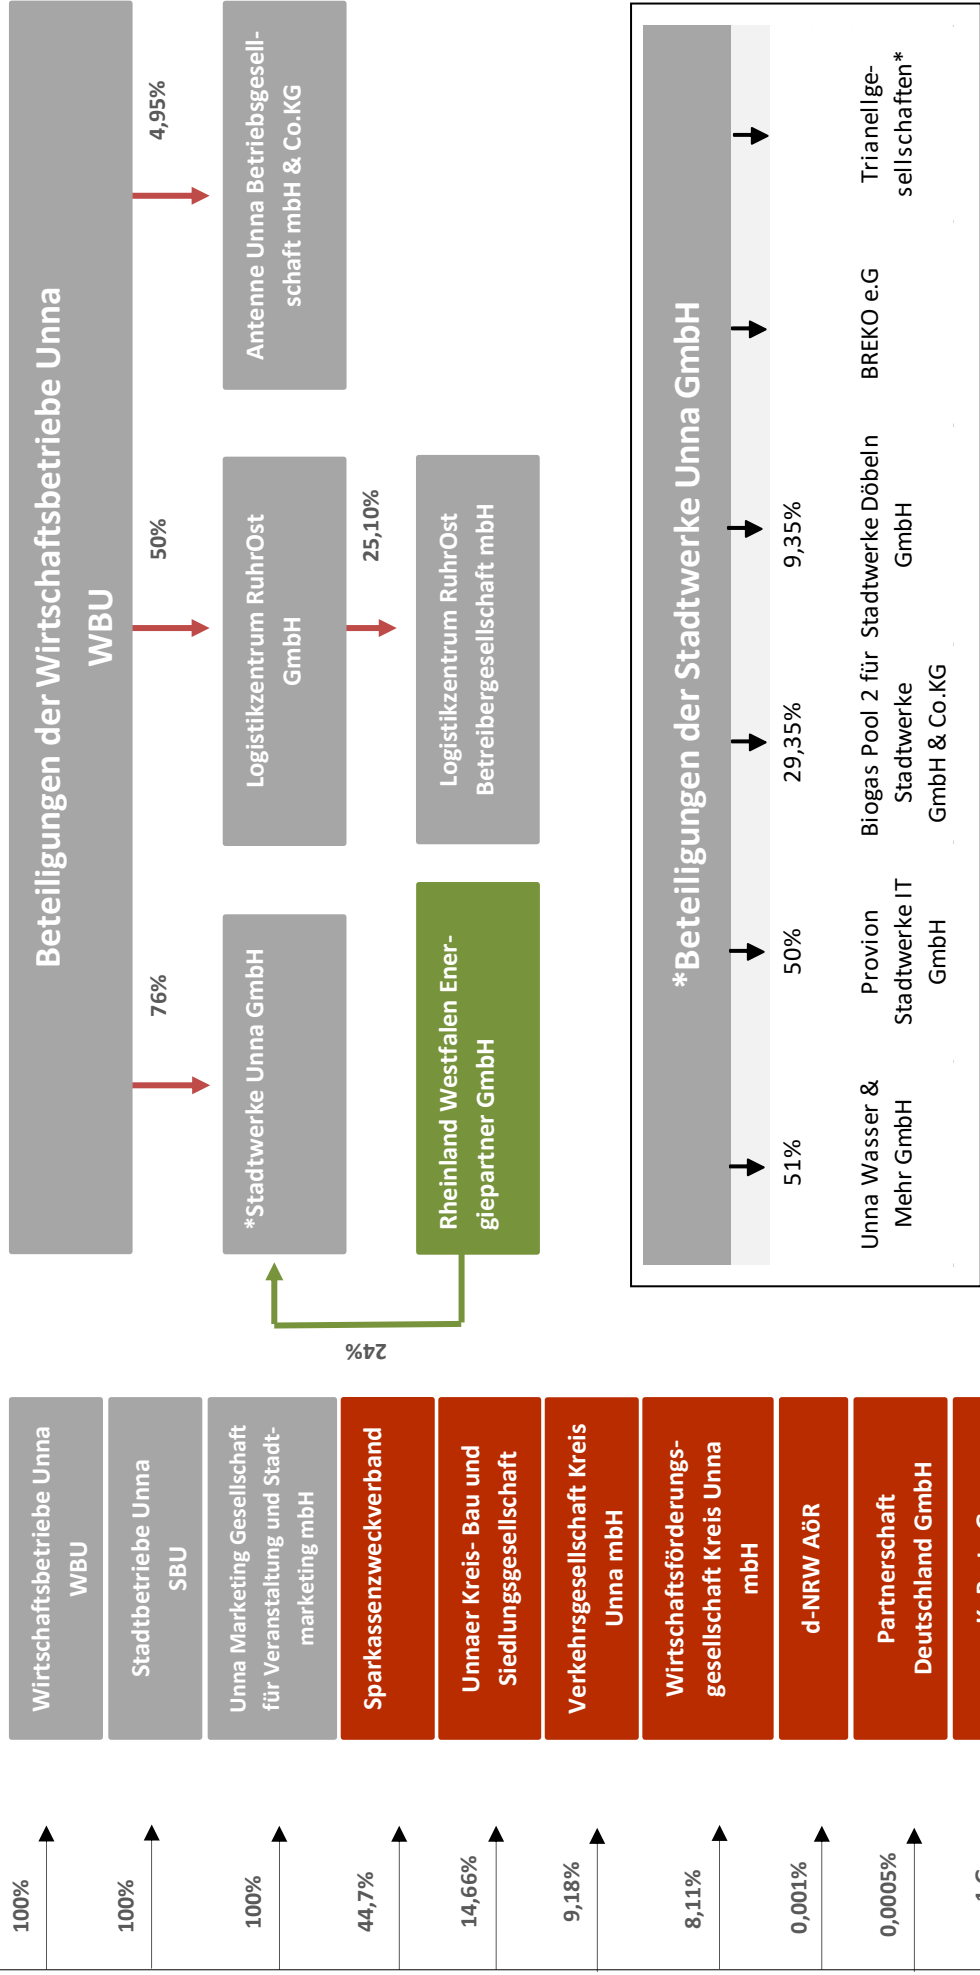 100%
Wirtschaftsbetriebe Unna
WBU
100%
Stadtbetriebe Unna
SBU
100%
Unna Marketing Gesellschaft
für Veranstaltung und Stadt-
marketing mbH
44,7%
Sparkassenzweckverband
14,66%
Unnaer Kreis- Bau und
Siedlungsgesellschaft
9,18%
Verkehrsgesellschaft Kreis
Unna mbH
8,11%
Wirtschaftsförderungs-
gesellschaft Kreis Unna
mbH
0,001%
d-NRW AöR
0,0005%
Partnerschaft
Deutschland GmbH
Beteiligungen der Wirtschaftsbetriebe Unna
WBU
76%
50%
4,95%
*Stadtwerke Unna GmbH
Logistikzentrum RuhrOst
GmbH
Antenne Unna Betriebsgesell-
schaft mbH & Co.KG
24%
25,10%
Rheinland Westfalen Ener-
giepartner GmbH
Logistikzentrum RuhrOst
Betreibergesellschaft mbH
*Beteiligungen der Stadtwerke Unna GmbH
51%
50%
29,35%
9,35%
Unna Wasser &
Mehr GmbH
Provion
Stadtwerke IT
GmbH
Biogas Pool 2 für
Stadtwerke
GmbH & Co.KG
Stadtwerke Döbeln
GmbH
BREKO e.G
Trianellge-
sellschaften*